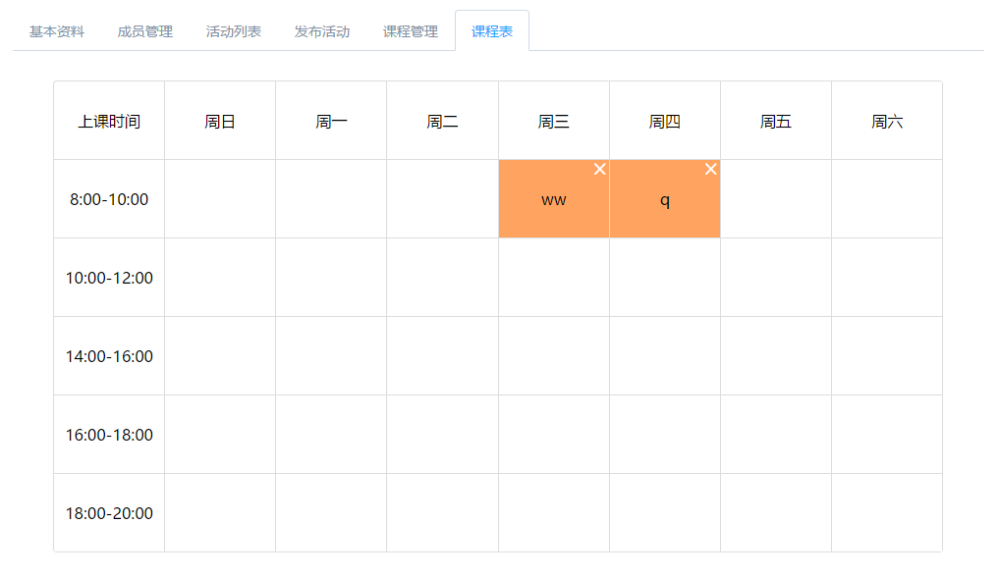 基本资料 成员管理 活动列表 发布活动 课程管理 课程表
上课时间 周日 周一 周二 周三 周四 周五 周六
8:00-10:00 ww q
10:00-12:00
14:00-16:00
16:00-18:00
18:00-20:00